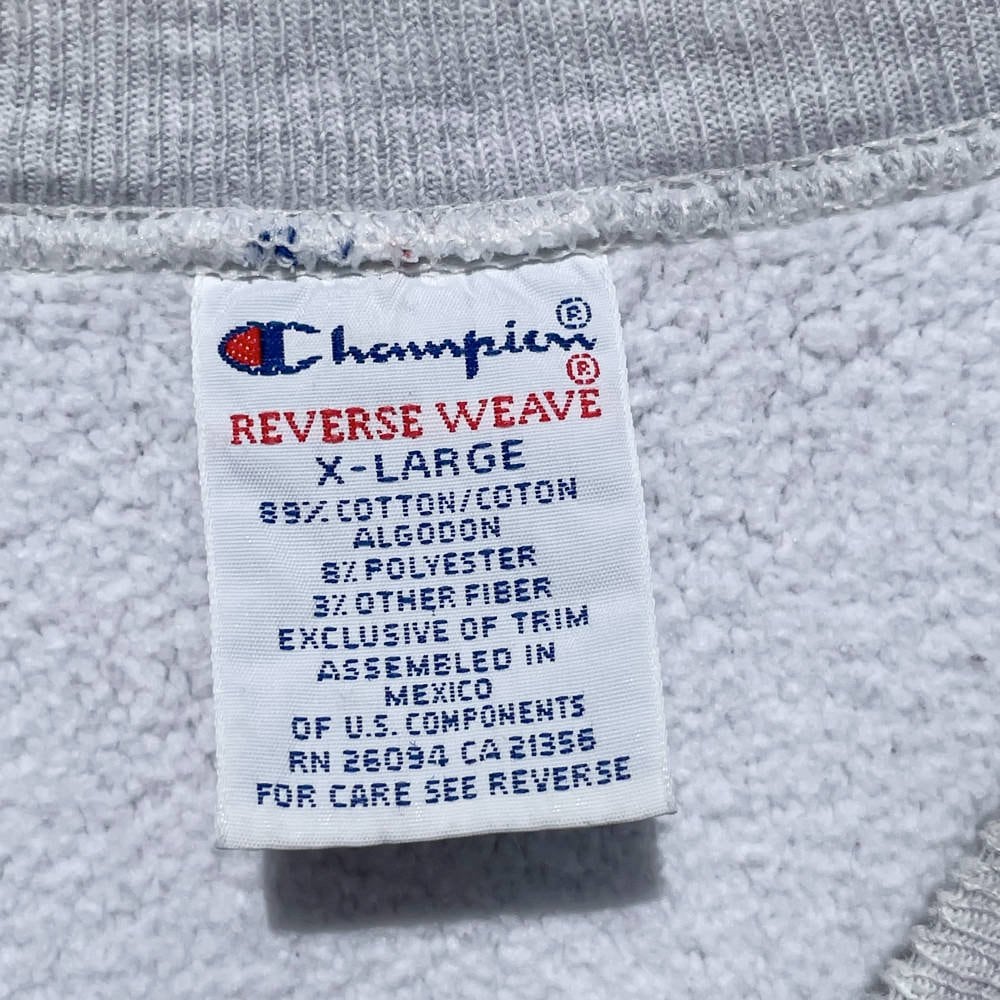 Champion®
REVERSE WEAVE®
X-LARGE
89% COTTON/COTON
ALGODON
8% POLYESTER
3% OTHER FIBER
EXCLUSIVE OF TRIM
ASSEMBLED IN
MEXICO
OF U.S. COMPONENTS
RN 26094 CA 21356
FOR CARE SEE REVERSE